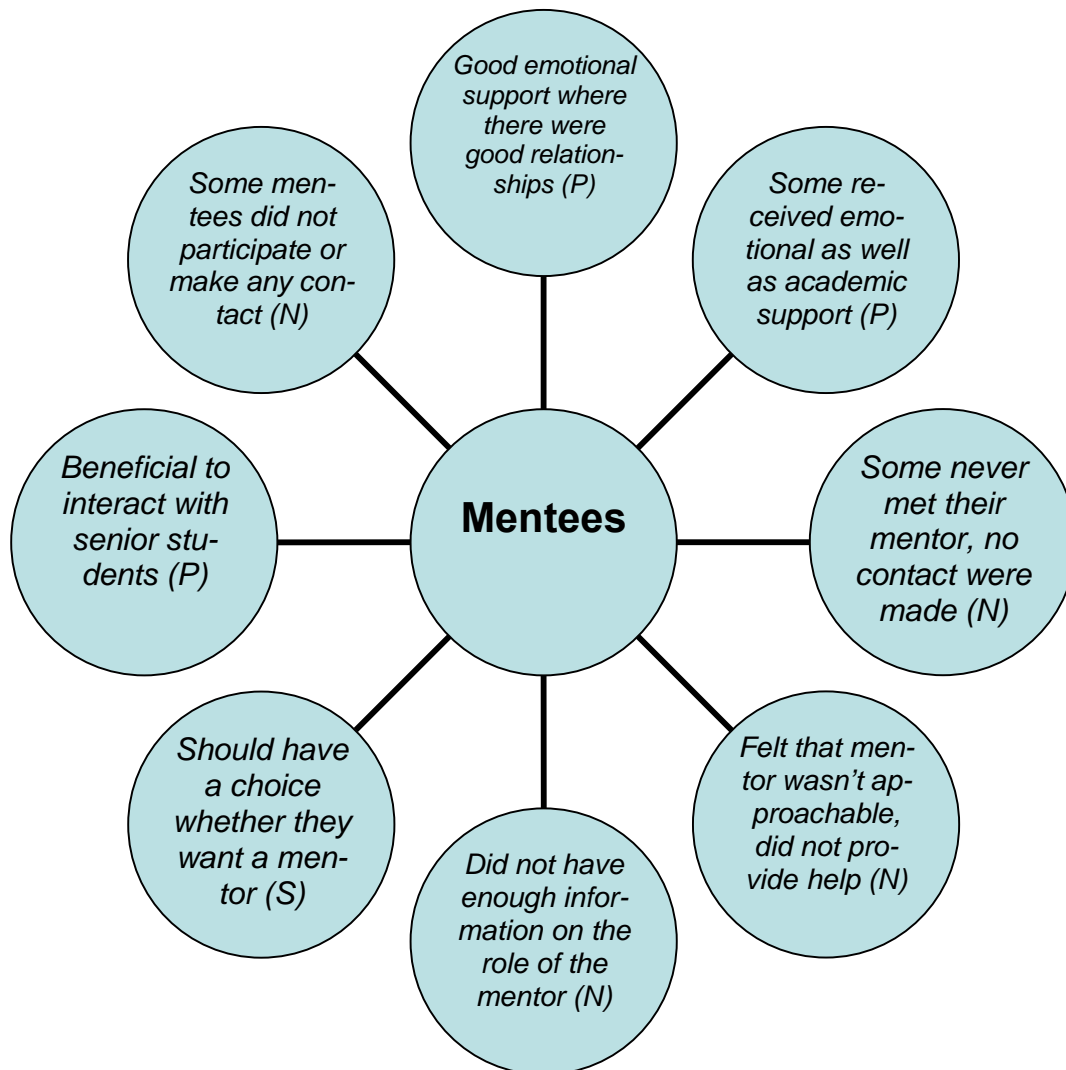 Good emotional
support where
there were
good relation-
ships (P)
Some re-
ceived emo-
tional as well
as academic
support (P)
Some never
met their
mentor, no
contact were
made (N)
Felt that men-
tor wasn’t ap-
proachable,
did not pro-
vide help (N)
Did not have
enough infor-
mation on the
role of the
mentor (N)
Should have
a choice
whether they
want a men-
tor (S)
Beneficial to
interact with
senior stu-
dents (P)
Some men-
tees did not
participate or
make any con-
tact (N)
Mentees